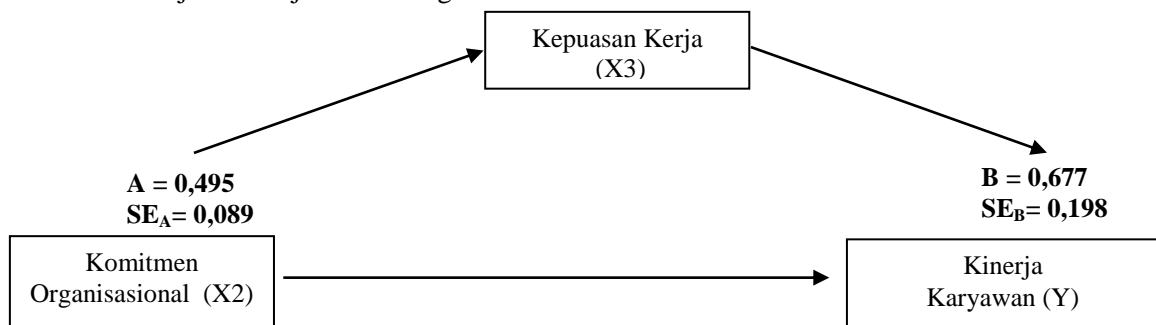 Kepuasan Kerja
(X3)
A = 0,495
SEA= 0,089
B = 0,677
SEB= 0,198
Komitmen
Organisasional (X2)
Kinerja
Karyawan (Y)